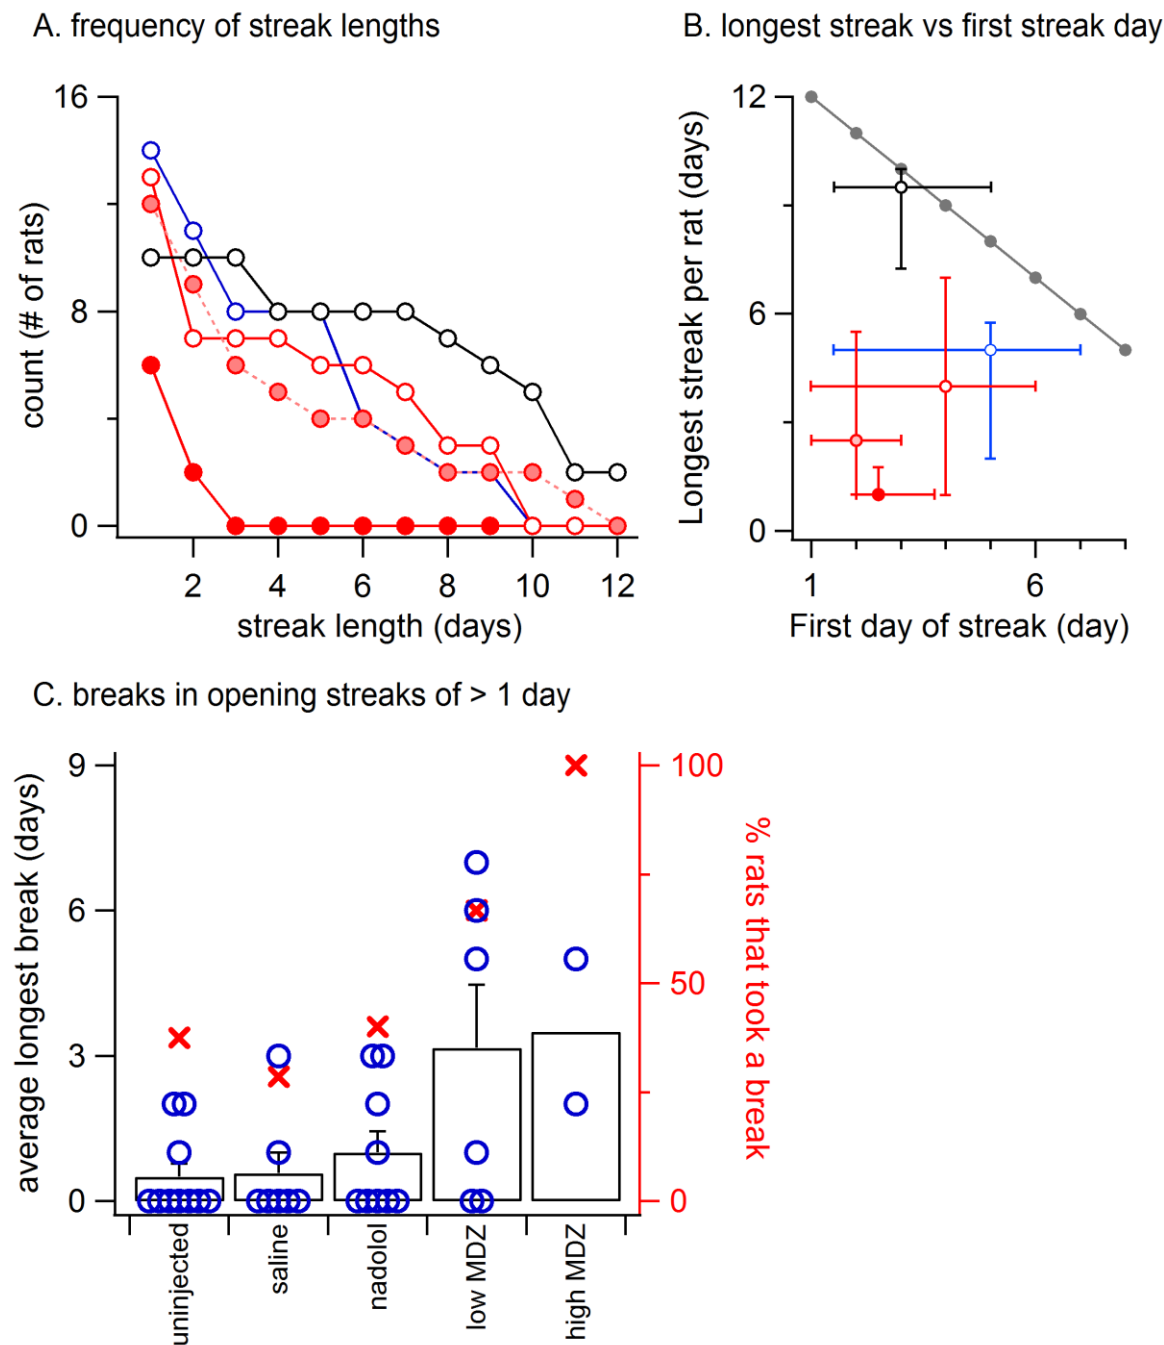 A. frequency of streak lengths
B. longest streak vs first streak day
16
8
0
count (# of rats)
2 4 6 8 10 12
streak length (days)
12
6
0
Longest streak per rat (days)
1 6
First day of streak (day)
C. breaks in opening streaks of > 1 day
9
6
3
0
average longest break (days)
100
50
0
% rats that took a break
uninjected
saline
nadolol
low MDZ
high MDZ